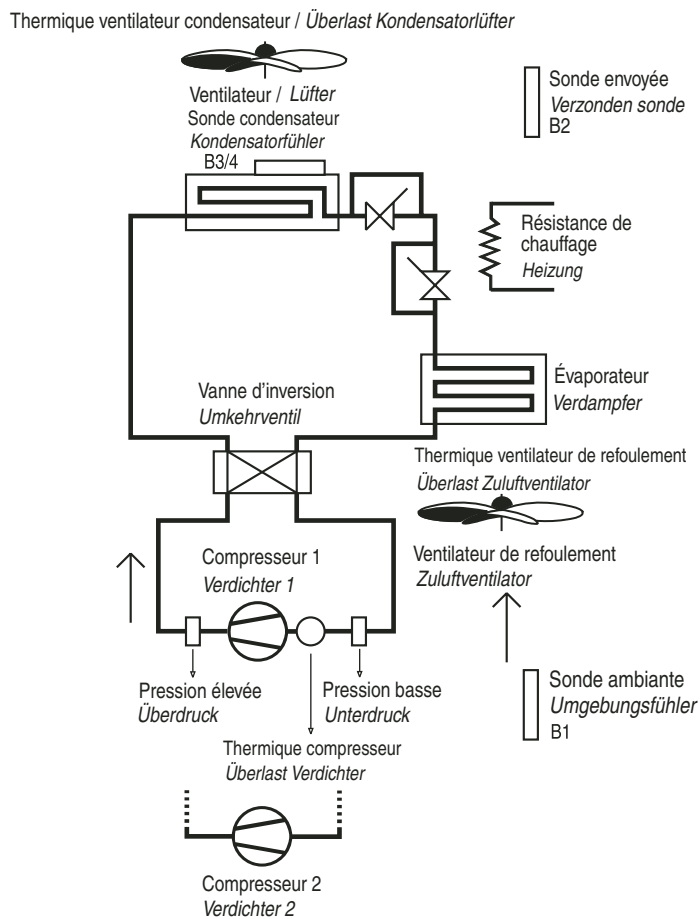 Thermique ventilateur condensateur / Überlast Kondensatorlüfter
Ventilateur / Lüfter
Sonde condensateur
Kondensatorfühler
B3/4
Sonde envoyée
Verzonden sonde
B2
Résistance de
chauffage
Heizung
Évaporateur
Verdampfer
Vanne d'inversion
Umkehrventil
Thermique ventilateur de refoulement
Überlast Zuluftventilator
Ventilateur de refoulement
Zuluftventilator
Compresseur 1
Verdichter 1
Pression élevée
Überdruck
Pression basse
Unterdruck
Sonde ambiante
Umgebungsfühler
B1
Thermique compresseur
Überlast Verdichter
Compresseur 2
Verdichter 2